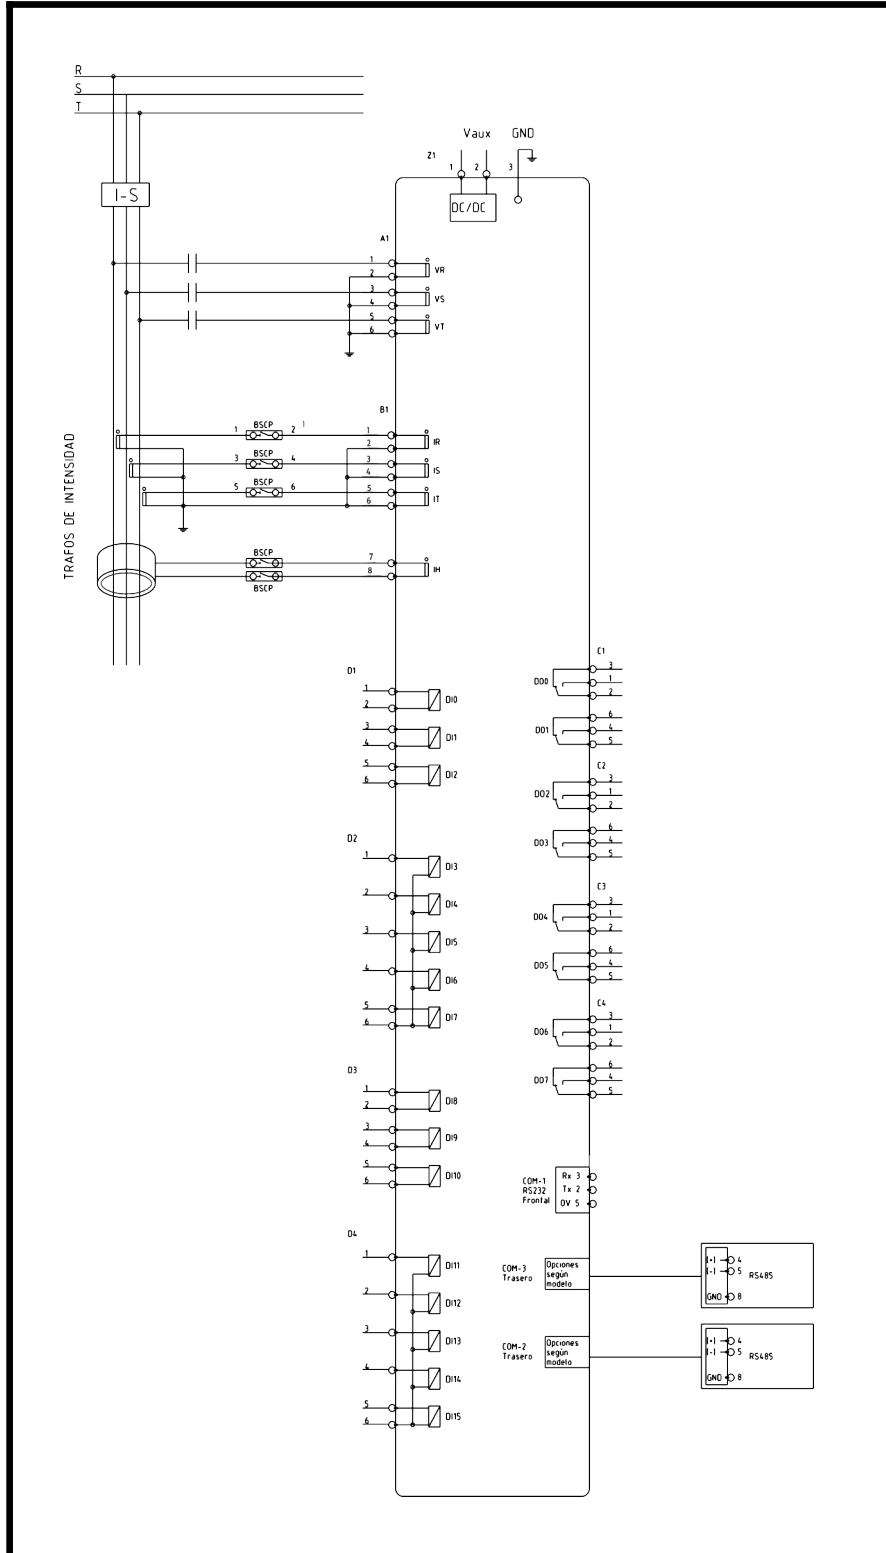 R
S
T
Vaux GND
Z1 1 2 3
I-S
DC/DC
A1
1
2 VR
3
4 VS
5
6 VT
TRAFOS DE INTENSIDAD
B1
1 BSCP 2 1
2 IR
3 BSCP 4 3
4 IS
5 BSCP 6 5
6 IT
BSCP 7
8 IH
BSCP
D1
1
2 DI0
3
4 DI1
5
6 DI2
D2
1 DI3
2 DI4
3 DI5
4 DI6
5 DI7
6
D3
1
2 DI8
3
4 DI9
5
6 DI10
D4
1 DI11
2 DI12
3 DI13
4 DI14
5 DI15
6
C1
3
DO0 1
2
6
DO1 4
5
C2
3
DO2 1
2
6
DO3 4
5
C3
3
DO4 1
2
6
DO5 4
5
C4
3
DO6 1
2
6
DO7 4
5
COM-1
RS232
Frontal
Rx 3
Tx 2
0V 5
COM-3
Trasero
Opciones
según
modelo
(+) 4
(-) 5
RS485
GND 8
COM-2
Trasero
Opciones
según
modelo
(+) 4
(-) 5
RS485
GND 8